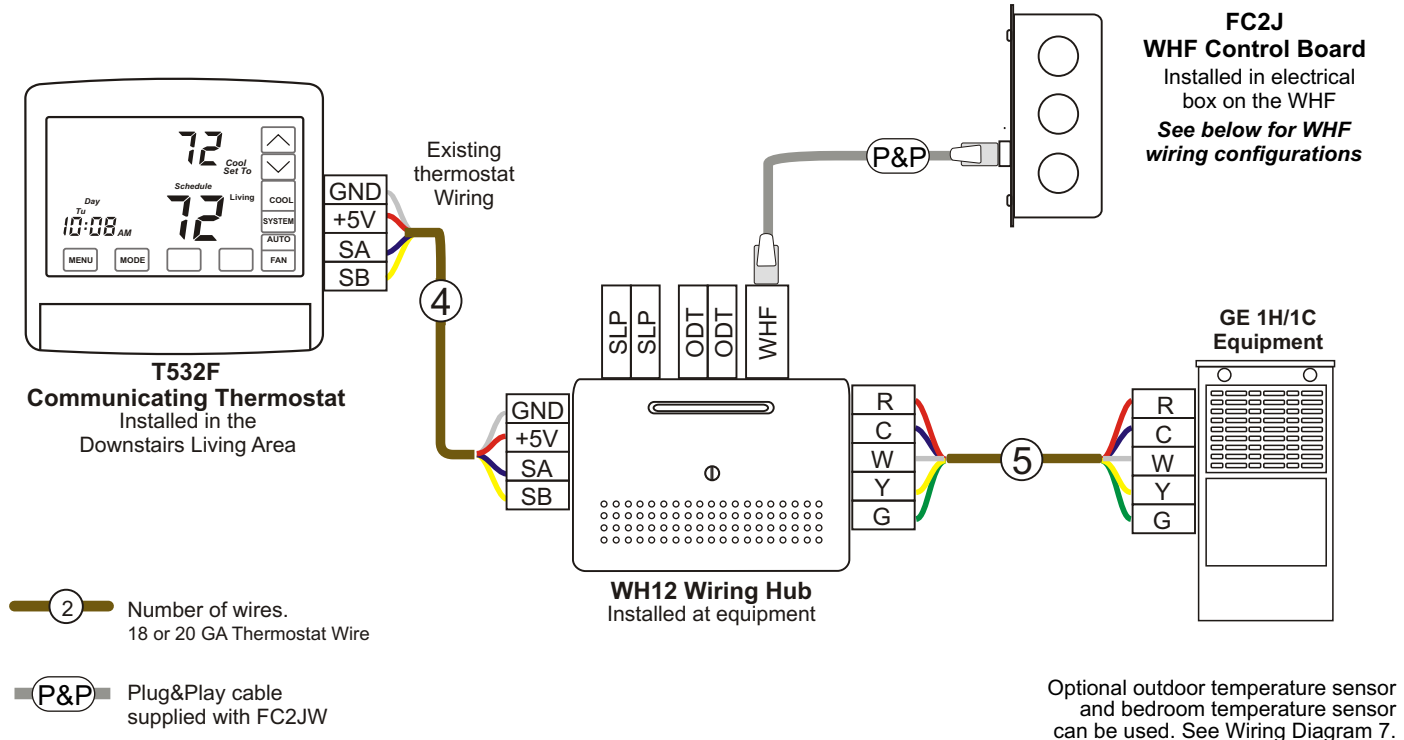 FC2J
WHF Control Board
Installed in electrical
box on the WHF
See below for WHF
wiring configurations
P&P
72
Cool
Set To
Schedule
Day
Tu
10:08 AM
72
Living
COOL
SYSTEM
AUTO
FAN
MENU
MODE
GND
+5V
SA
SB
Existing
thermostat
Wiring
4
T532F
Communicating Thermostat
Installed in the
Downstairs Living Area
SLP
SLP
ODT
ODT
WHF
GND
+5V
SA
SB
R
C
W
Y
G
5
GE 1H/1C
Equipment
R
C
W
Y
G
WH12 Wiring Hub
Installed at equipment
2
Number of wires.
18 or 20 GA Thermostat Wire
P&P
Plug&Play cable
supplied with FC2JW
Optional outdoor temperature sensor
and bedroom temperature sensor
can be used. See Wiring Diagram 7.